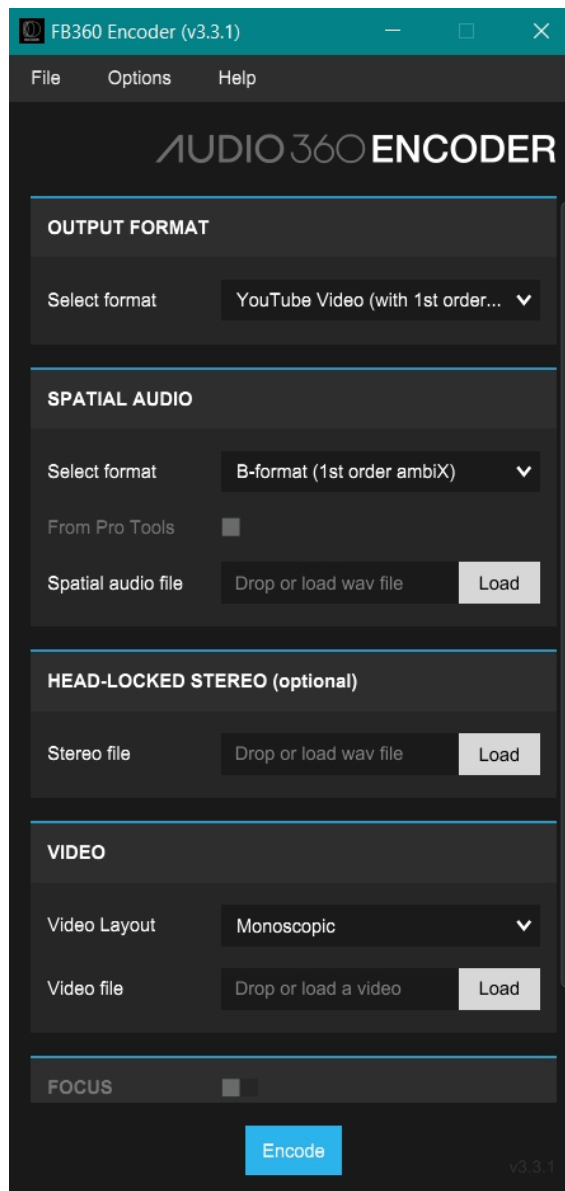 FB360 Encoder (v3.3.1)
File Options Help
AUDIO360ENCODER
OUTPUT FORMAT
Select format YouTube Video (with 1st order...
SPATIAL AUDIO
Select format B-format (1st order ambiX)
From Pro Tools
Spatial audio file Drop or load wav file Load
HEAD-LOCKED STEREO (optional)
Stereo file Drop or load wav file Load
VIDEO
Video Layout Monoscopic
Video file Drop or load a video Load
FOCUS
Encode
v3.3.1